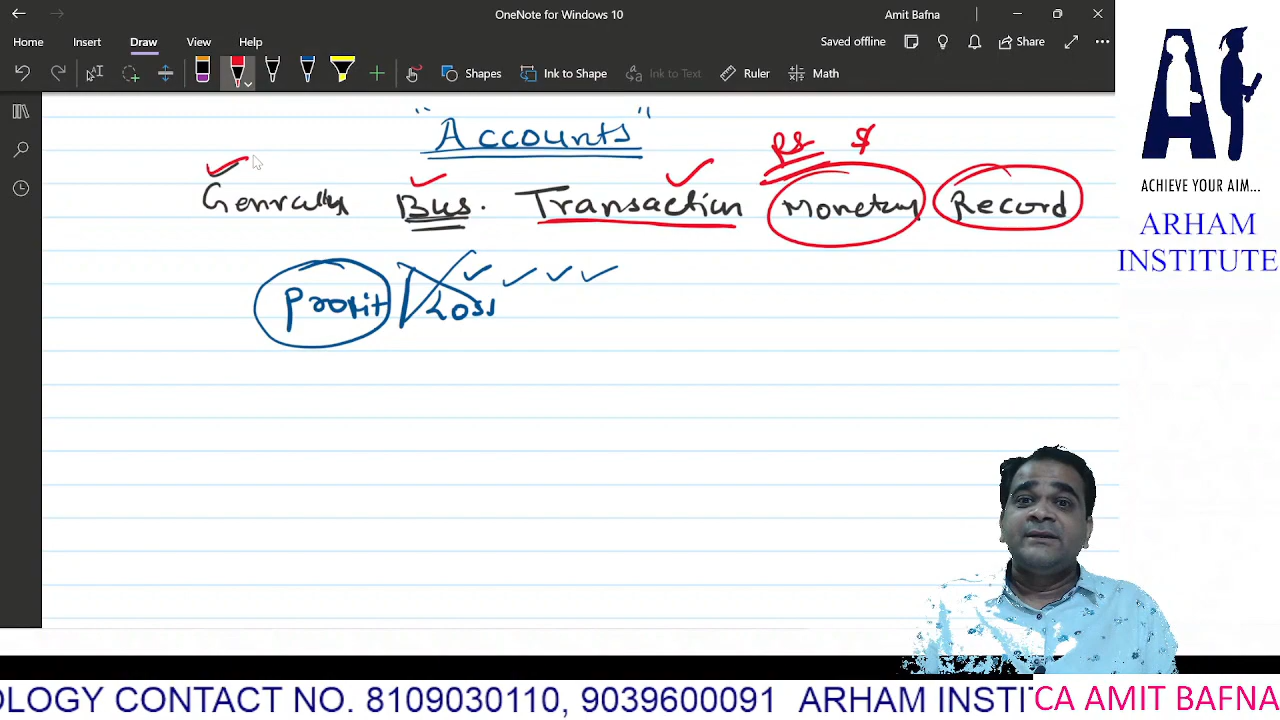 OneNote for Windows 10
Amit Bafna
Home Insert Draw View Help
Saved offline
Share
Shapes
Ink to Shape
Ink to Text
Ruler
Math
"Accounts"
Rs $
Genrally Bus. Transaction Monetary Record
Profit / Loss
AI
ACHIEVE YOUR AIM...
ARHAM
INSTITUTE
OLOGY CONTACT NO. 8109030110, 9039600091 ARHAM INSTI
CA AMIT BAFNA